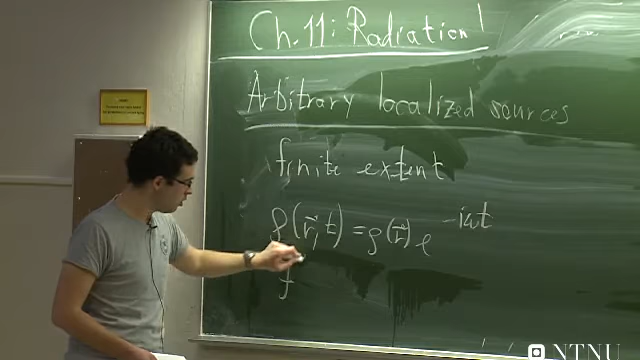 Ch. 11: Radiation
Arbitrary localized sources
finite extent
ρ(r⃗, t) = ρ(r⃗) e^{-iωt}
NTNU